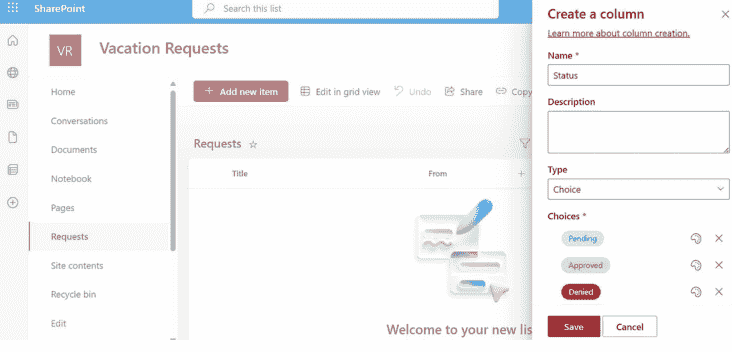 SharePoint
Search this list
VR
Vacation Requests
Home
Conversations
Documents
Notebook
Pages
Requests
Site contents
Recycle bin
Edit
Add new item
Edit in grid view
Undo
Share
Copy
Requests
Title
From
Welcome to your new lis
Create a column
Learn more about column creation.
Name *
Status
Description
Type
Choice
Choices *
Pending
Approved
Denied
Save
Cancel